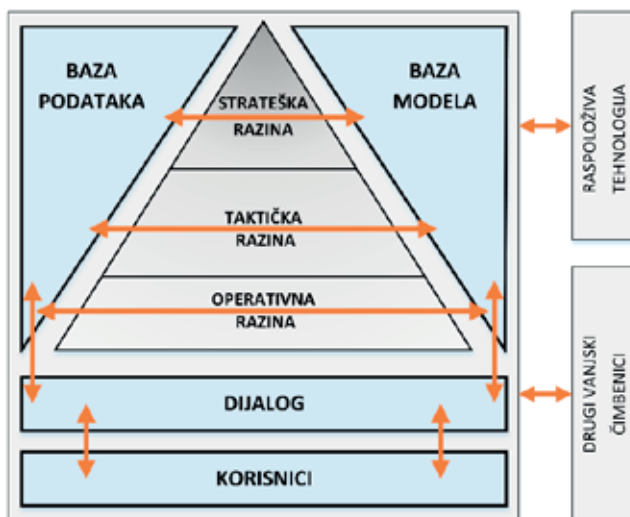 BAZA
PODATAKA
BAZA
MODELA
STRATEŠKA
RAZINA
TAKTIČKA
RAZINA
OPERATIVNA
RAZINA
DIJALOG
KORISNICI
RASPOLOŽIVA
TEHNOLOGIJA
DRUGI VANJSKI
ČIMBENICI